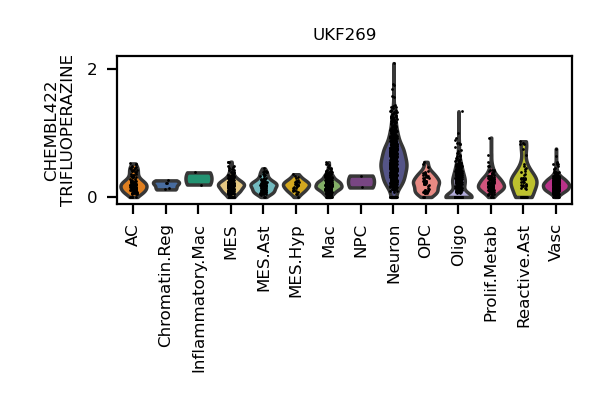 UKF269
CHEMBL422
TRIFLUOPERAZINE
2
0
AC
Chromatin.Reg
Inflammatory.Mac
MES
MES.Ast
MES.Hyp
Mac
NPC
Neuron
OPC
Oligo
Prolif.Metab
Reactive.Ast
Vasc